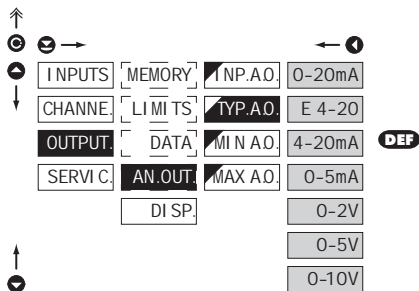 INPUTS MEMORY INP.A.O. 0-20mA
CHANNE. LIMITS TYP.A.O. E 4-20
OUTPUT. DATA MIN A.O. 4-20mA DEF
SERVIC. AN.OUT. MAX A.O. 0-5mA
DISP. 0-2V
0-5V
0-10V